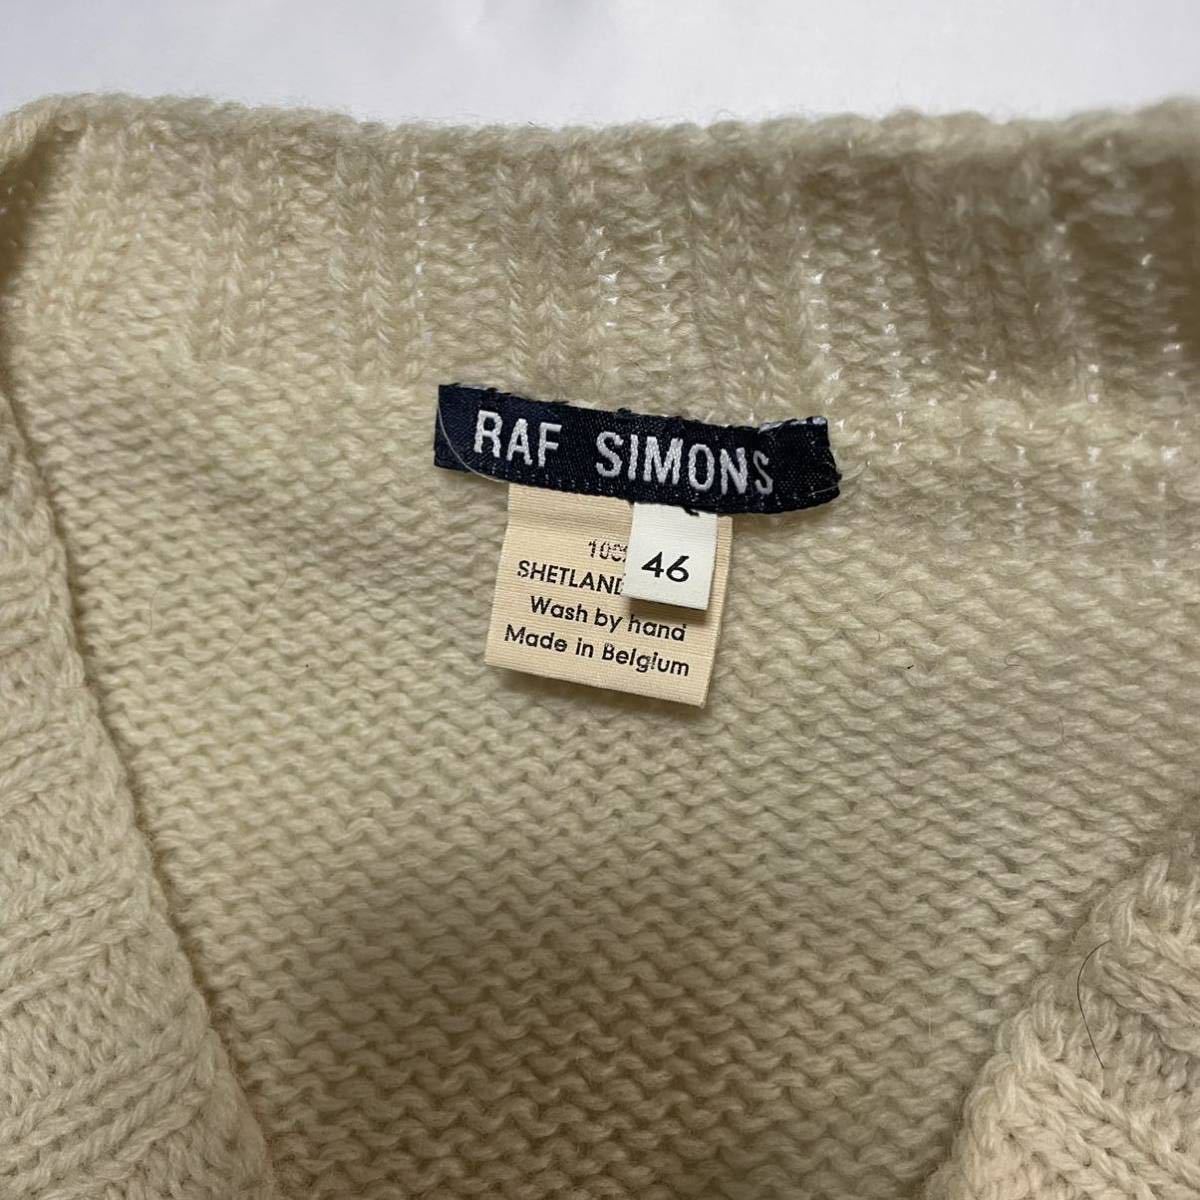 RAF SIMONS
46
SHETLAND
Wash by hand
Made in Belgium